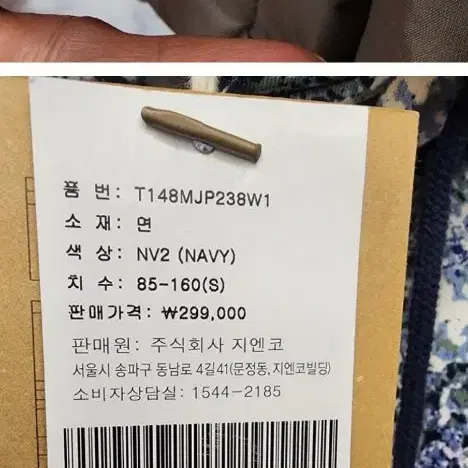 품 번: T148MJP238W1
소 재: 면
색 상: NV2 (NAVY)
치 수: 85-160(S)
판매가격: ₩299,000
판매원: 주식회사 지엔코
서울시 송파구 동남로 4길41(문정동, 지엔코빌딩)
소비자상담실: 1544-2185